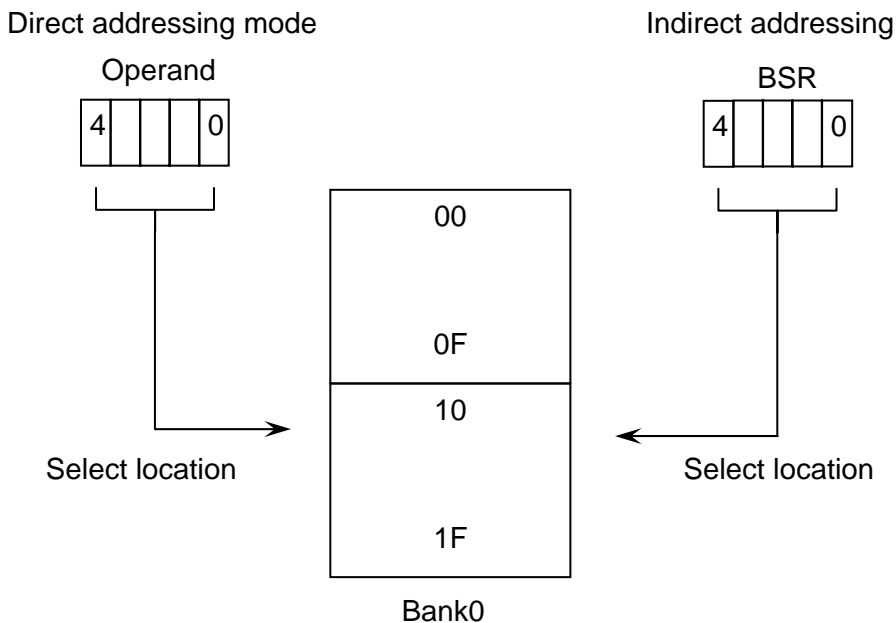 Direct addressing mode
Indirect addressing
Operand
BSR
4 0
4 0
00
0F
10
1F
Select location
Select location
Bank0